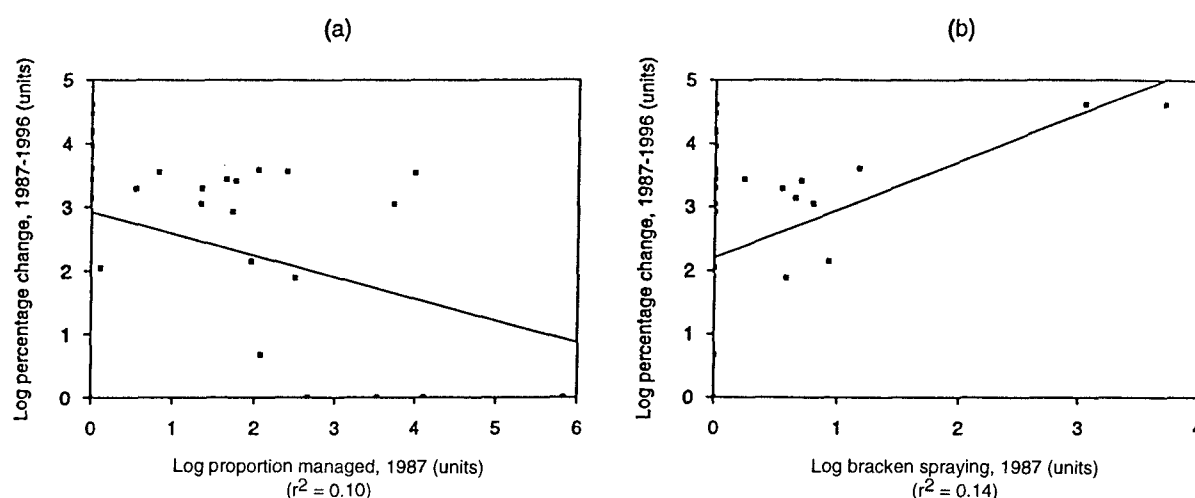 (a)
Log percentage change, 1987-1996 (units)
5
4
3
2
1
0
0 1 2 3 4 5 6
Log proportion managed, 1987 (units)
(r² = 0.10)
(b)
Log percentage change, 1987-1996 (units)
5
4
3
2
1
0
0 1 2 3 4
Log bracken spraying, 1987 (units)
(r² = 0.14)